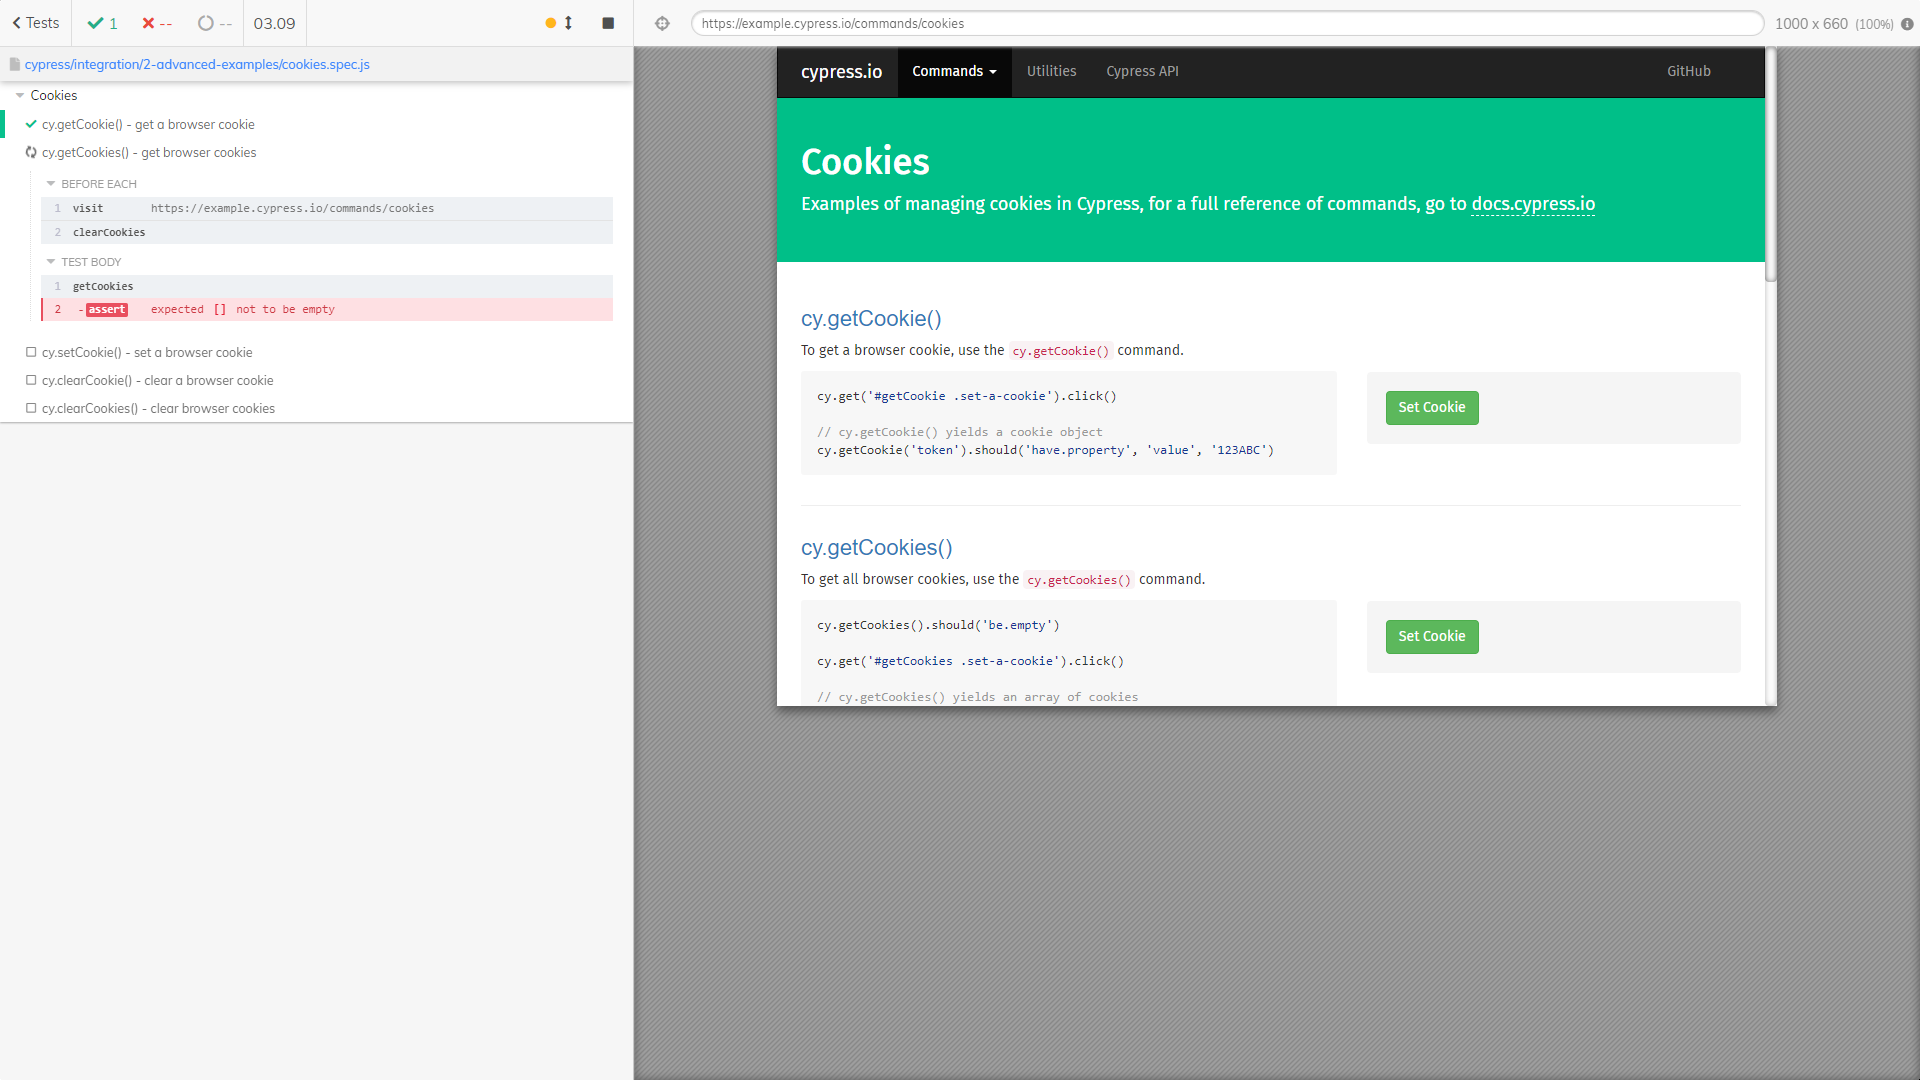 Tests
1
--
--
03.09
https://example.cypress.io/commands/cookies
1000 x 660 (100%)
cypress/integration/2-advanced-examples/cookies.spec.js
Cookies
cy.getCookie() - get a browser cookie
cy.getCookies() - get browser cookies
BEFORE EACH
1 visit https://example.cypress.io/commands/cookies
2 clearCookies
TEST BODY
1 getCookies
2 -assert expected [] not to be empty
cy.setCookie() - set a browser cookie
cy.clearCookie() - clear a browser cookie
cy.clearCookies() - clear browser cookies
cypress.io Commands Utilities Cypress API GitHub
Cookies
Examples of managing cookies in Cypress, for a full reference of commands, go to docs.cypress.io
cy.getCookie()
To get a browser cookie, use the cy.getCookie() command.
cy.get('#getCookie .set-a-cookie').click()
// cy.getCookie() yields a cookie object
cy.getCookie('token').should('have.property', 'value', '123ABC')
Set Cookie
cy.getCookies()
To get all browser cookies, use the cy.getCookies() command.
cy.getCookies().should('be.empty')
cy.get('#getCookies .set-a-cookie').click()
// cy.getCookies() yields an array of cookies
Set Cookie